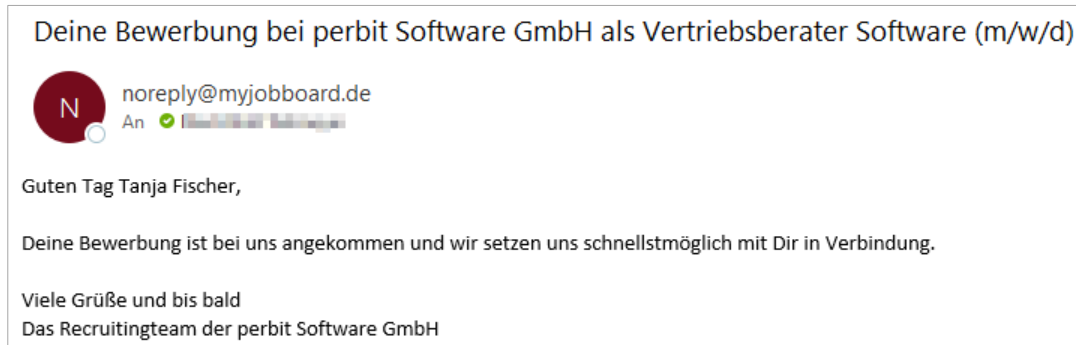 Deine Bewerbung bei perbit Software GmbH als Vertriebsberater Software (m/w/d)
N
noreply@myjobboard.de
An
Guten Tag Tanja Fischer,
Deine Bewerbung ist bei uns angekommen und wir setzen uns schnellstmöglich mit Dir in Verbindung.
Viele Grüße und bis bald
Das Recruitingteam der perbit Software GmbH